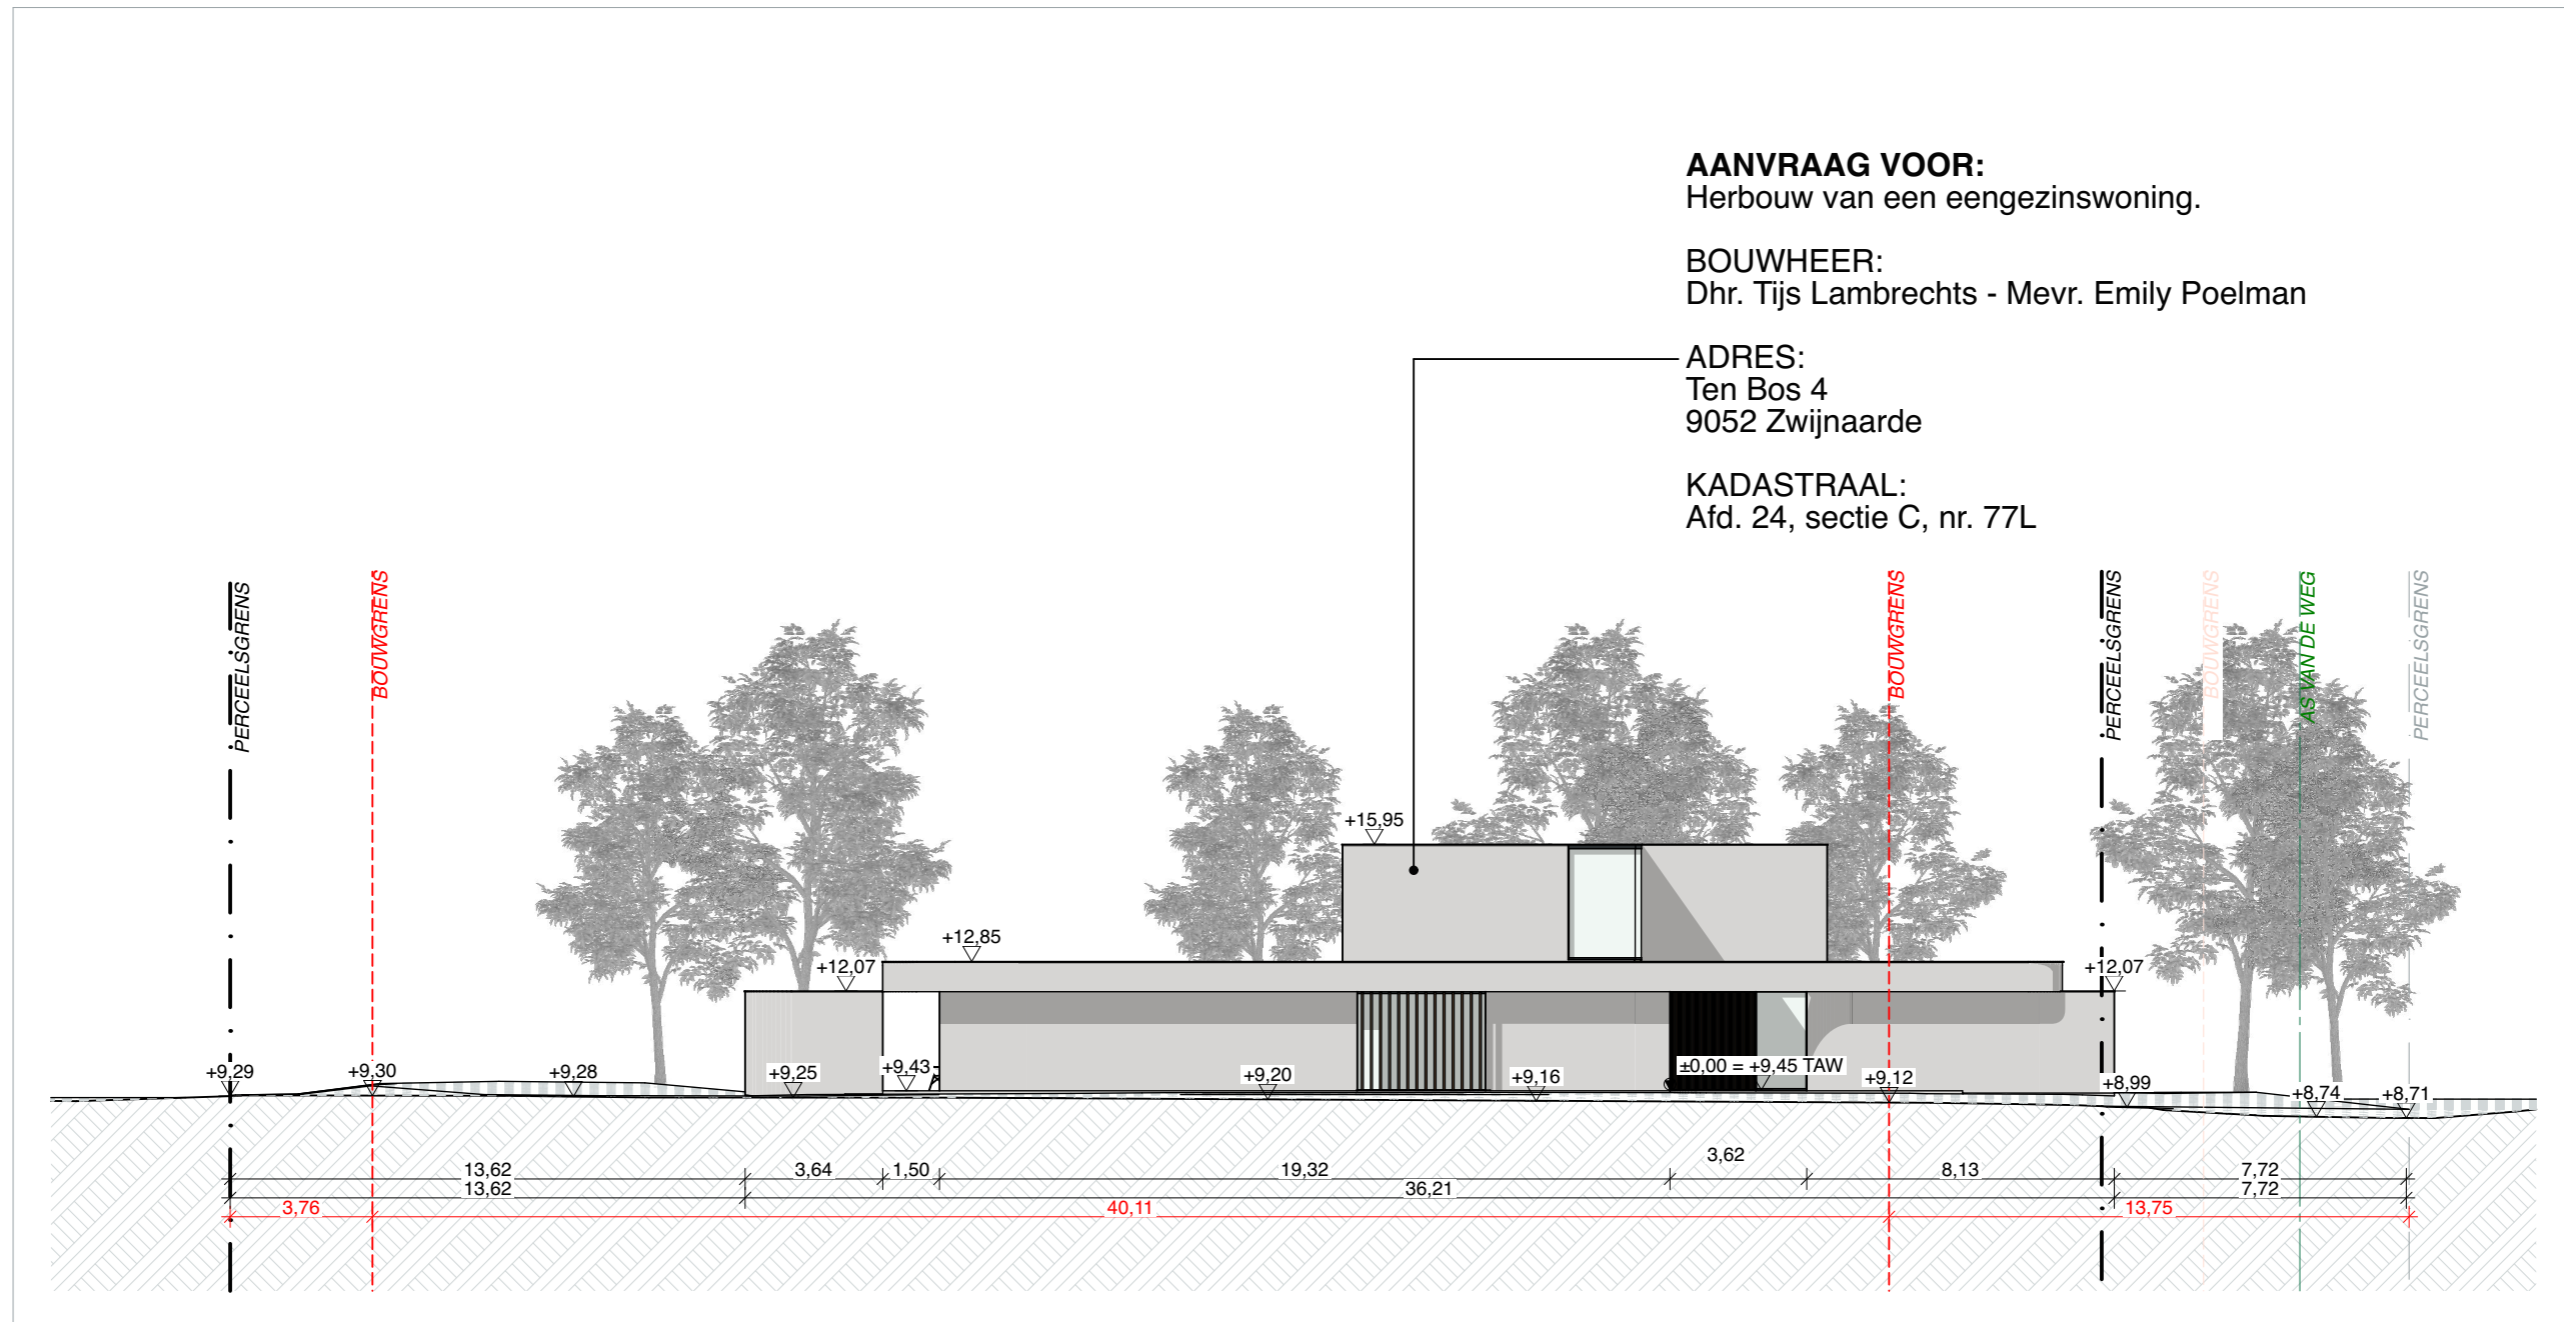 AANVRAAG VOOR:
Herbouw van een eengezinswoning.
BOUWHEER:
Dhr. Tijs Lambrechts - Mevr. Emily Poelman
ADRES:
Ten Bos 4
9052 Zwijnaarde
KADASTRAAL:
Afd. 24, sectie C, nr. 77L
PERCEELSGRENS
BOUWGRENS
BOUWGRENS
PERCEELSGRENS
BOUWGRENS
AS VAN DE WEG
PERCEELSGRENS
+15,95
+12,85
+12,07
+12,07
+9,29
+9,30
+9,28
+9,25
+9,43
+9,20
+9,16
±0,00 = +9,45 TAW
+9,12
+8,99
+8,74
+8,71
13,62
3,64
1,50
19,32
3,62
8,13
7,72
13,62
36,21
7,72
3,76
40,11
13,75